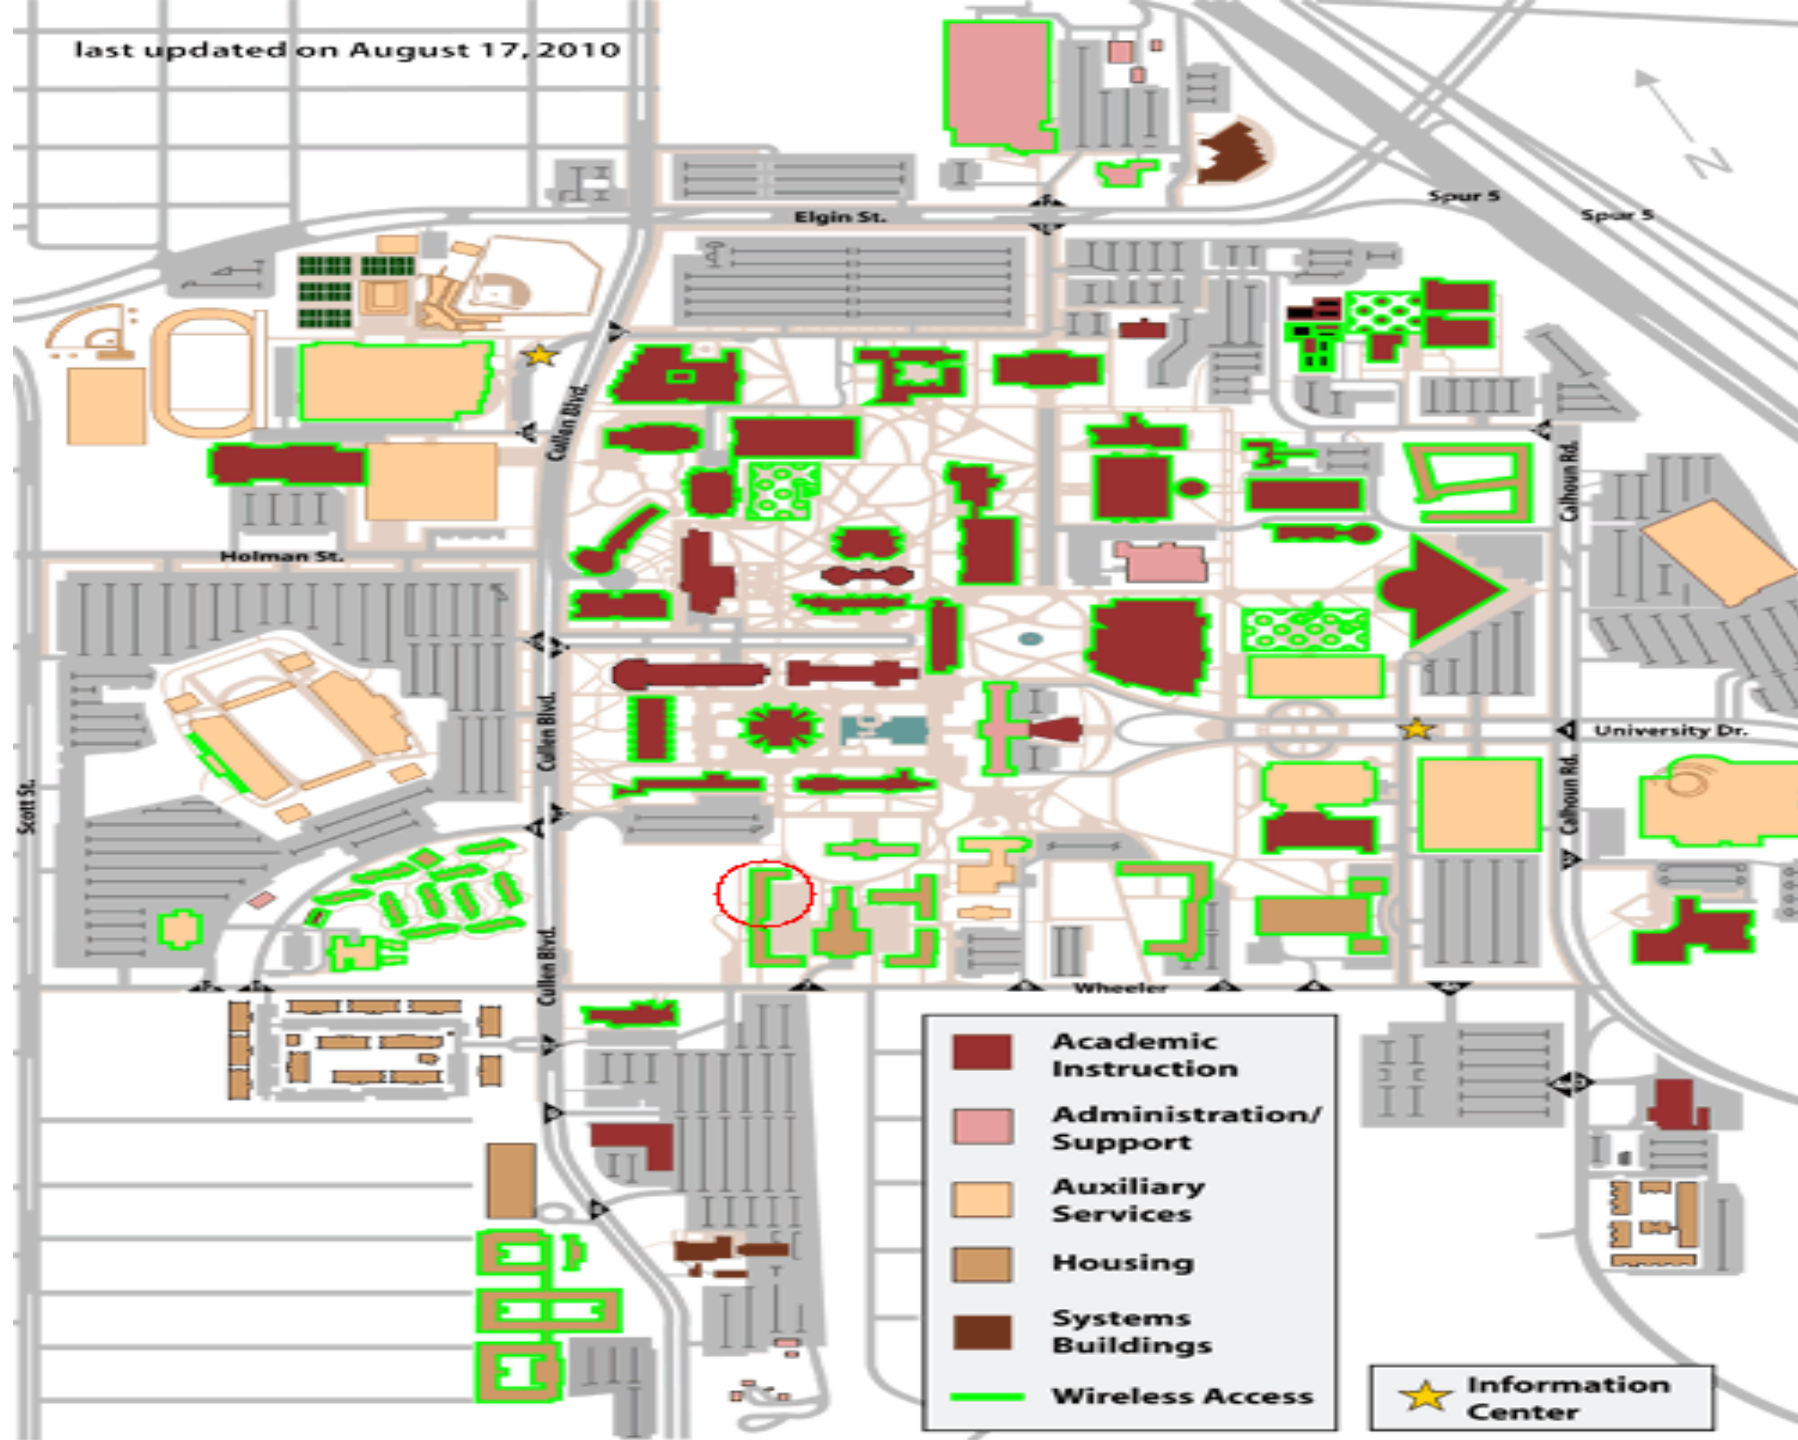 last updated on August 17, 2010
Spur 5
Spur 5
Elgin St.
Cullen Blvd.
Calhoun Rd.
Holman St.
Cullen Blvd.
University Dr.
Scott St.
Calhoun Rd.
Cullen Blvd.
Wheeler
N
Academic
Instruction
Administration/
Support
Auxiliary
Services
Housing
Systems
Buildings
Wireless Access
Information
Center